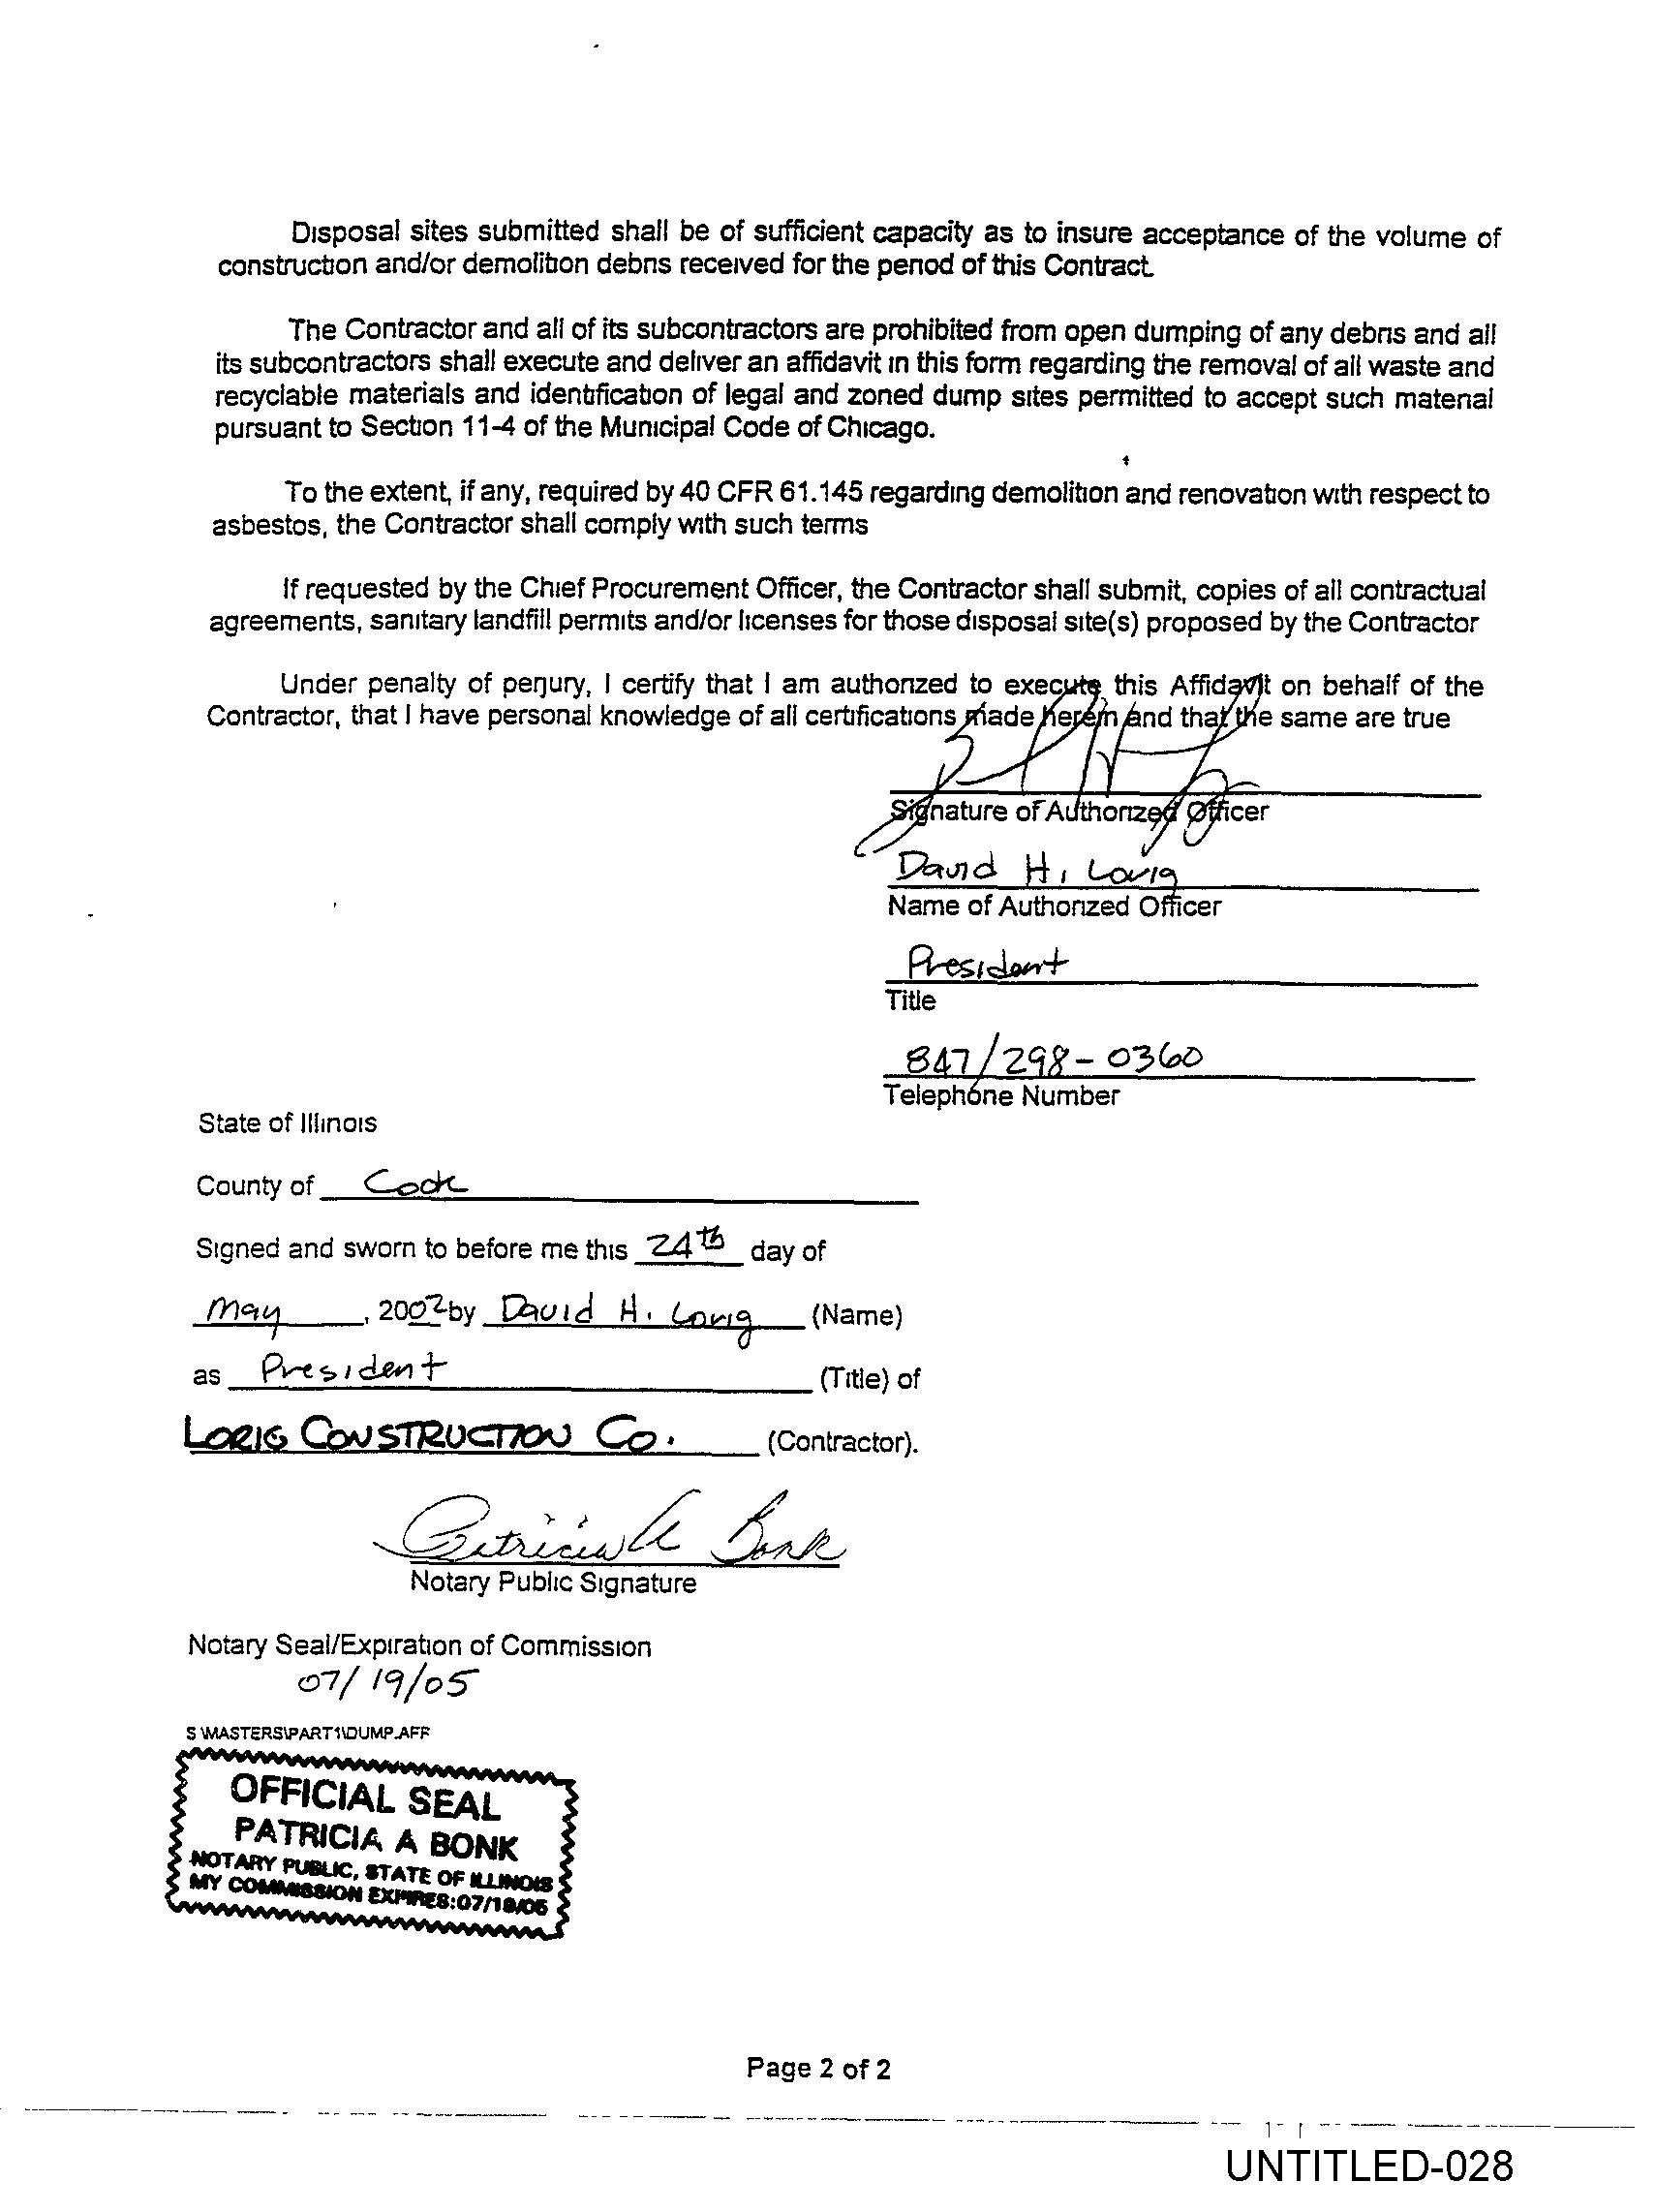 Disposal sites submitted shall be of sufficient capacity as to insure acceptance of the volume of
construction and/or demolition debris received for the period of this Contract.
The Contractor and all of its subcontractors are prohibited from open dumping of any debris and all
its subcontractors shall execute and deliver an affidavit in this form regarding the removal of all waste and
recyclable materials and identification of legal and zoned dump sites permitted to accept such material
pursuant to Section 11-4 of the Municipal Code of Chicago.
To the extent, if any, required by 40 CFR 61.145 regarding demolition and renovation with respect to
asbestos, the Contractor shall comply with such terms
If requested by the Chief Procurement Officer, the Contractor shall submit, copies of all contractual
agreements, sanitary landfill permits and/or licenses for those disposal site(s) proposed by the Contractor
Under penalty of perjury, I certify that I am authorized to execute this Affidavit on behalf of the
Contractor, that I have personal knowledge of all certifications made herein and that the same are true
Signature of Authorized Officer
David H. Lorig
Name of Authorized Officer
President
Title
847/298-0360
Telephone Number
State of Illinois
County of Cook
Signed and sworn to before me this 24th day of
May, 2002 by David H. Lorig (Name)
as President (Title) of
LORIG CONSTRUCTION CO. (Contractor).
Patricia A Bonk
Notary Public Signature
Notary Seal/Expiration of Commission
07/19/05
S\MASTERS\PART1\DUMP.AFF
OFFICIAL SEAL
PATRICIA A BONK
NOTARY PUBLIC, STATE OF ILLINOIS
MY COMMISSION EXPIRES:07/19/05
Page 2 of 2
UNTITLED-028